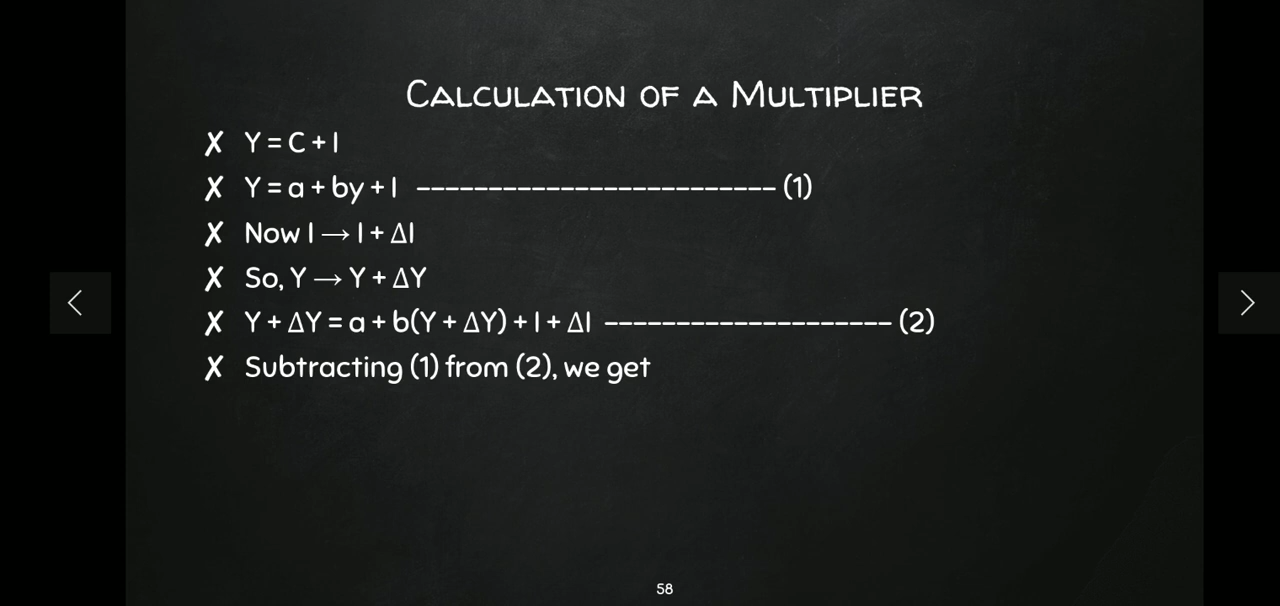 CALCULATION OF A MULTIPLIER
✗ Y = C + I
✗ Y = a + by + I ------------------------- (1)
✗ Now I → I + ΔI
✗ So, Y → Y + ΔY
✗ Y + ΔY = a + b(Y + ΔY) + I + ΔI -------------------- (2)
✗ Subtracting (1) from (2), we get
58